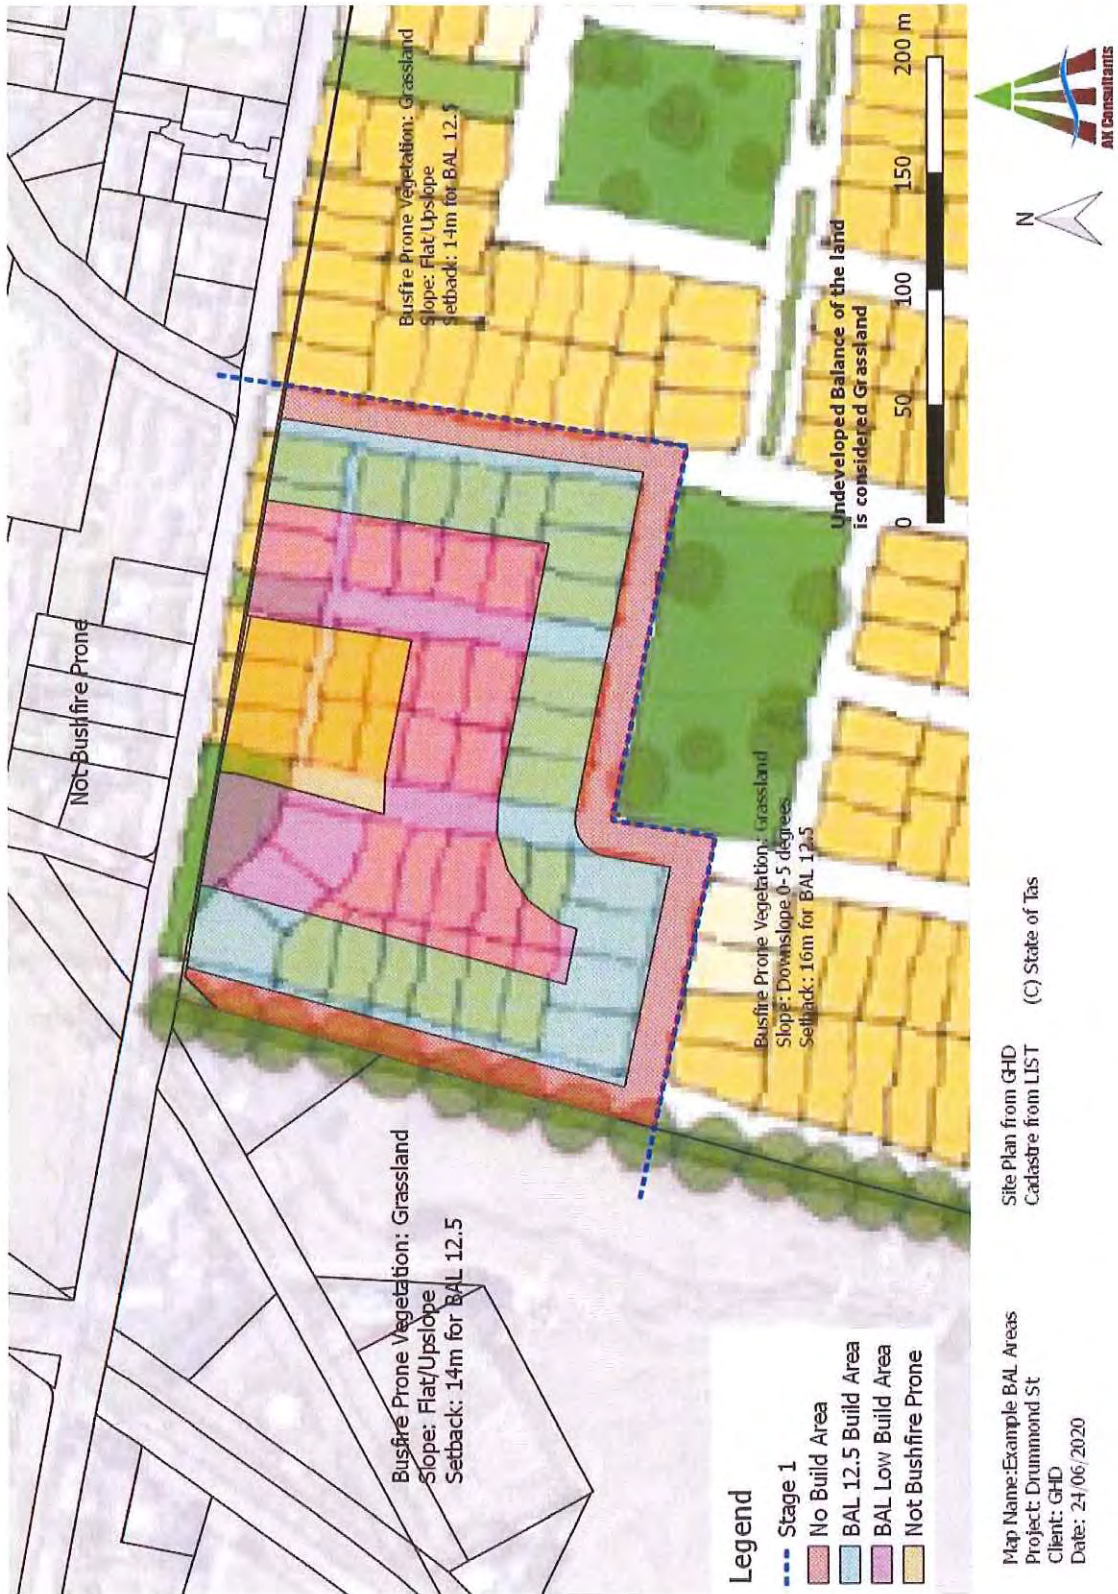 Not Bushfire Prone
Busfire Prone Vegetation: Grassland
Slope: Flat/Upslope
Setback: 14m for BAL 12.5
Busfire Prone Vegetation: Grassland
Slope: Flat/Upslope
Setback: 14m for BAL 12.5
Busfire Prone Vegetation: Grassland
Slope: Downslope 0-5 degrees
Setback: 16m for BAL 12.5
Undeveloped Balance of the land
is considered Grassland
0 50 100 150 200 m
Legend
Stage 1
No Build Area
BAL 12.5 Build Area
BAL Low Build Area
Not Bushfire Prone
Map Name:Example BAL Areas
Project: Drummond St
Client: GHD
Date: 24/06/2020
Site Plan from GHD
Cadastre from LIST
(C) State of Tas
N
AK Consultants